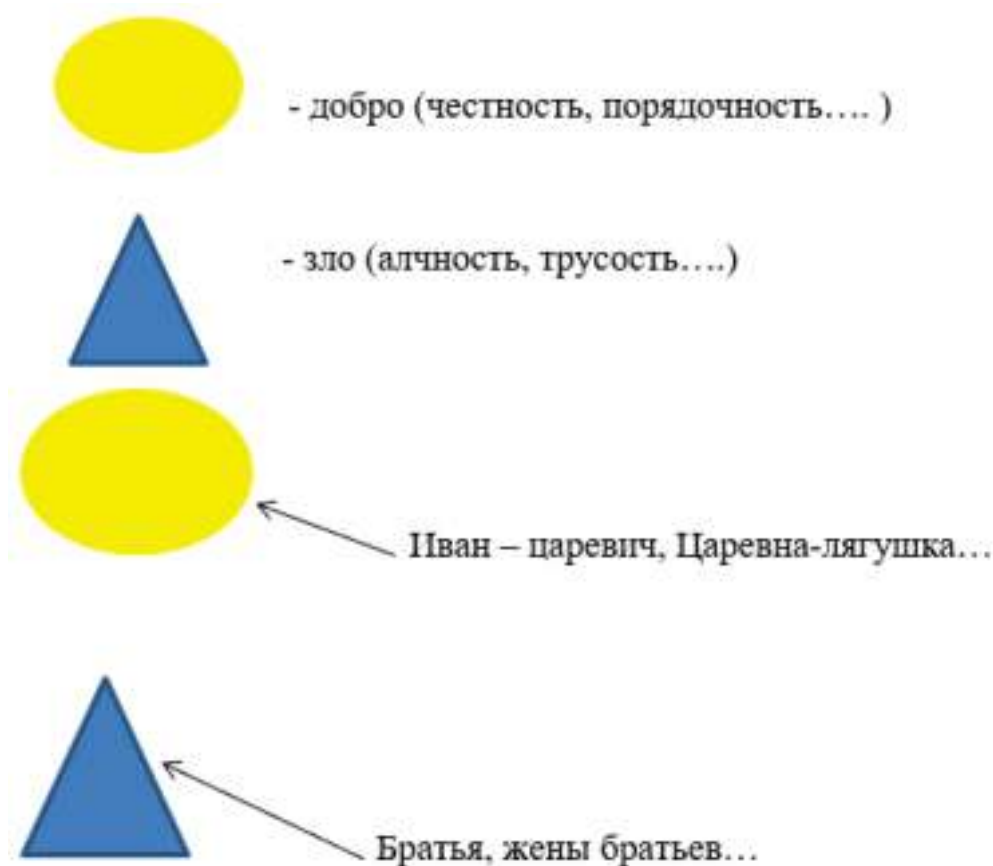 - добро (честность, порядочность…. )
- зло (алчность, трусость….)
Иван – царевич, Царевна-лягушка…
Братья, жены братьев…